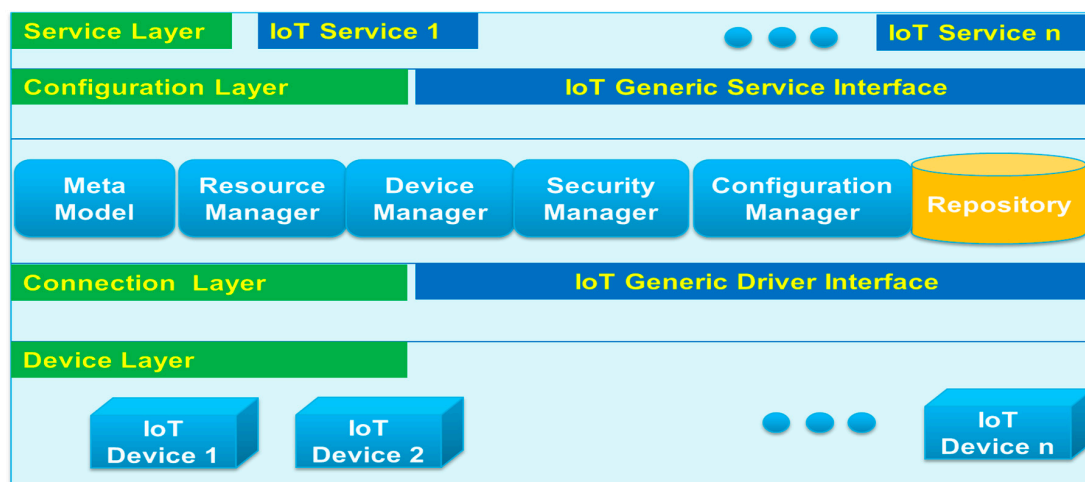 Service Layer
IoT Service 1
IoT Service n
Configuration Layer
IoT Generic Service Interface
Meta
Model
Resource
Manager
Device
Manager
Security
Manager
Configuration
Manager
Repository
Connection Layer
IoT Generic Driver Interface
Device Layer
IoT
Device 1
IoT
Device 2
IoT
Device n